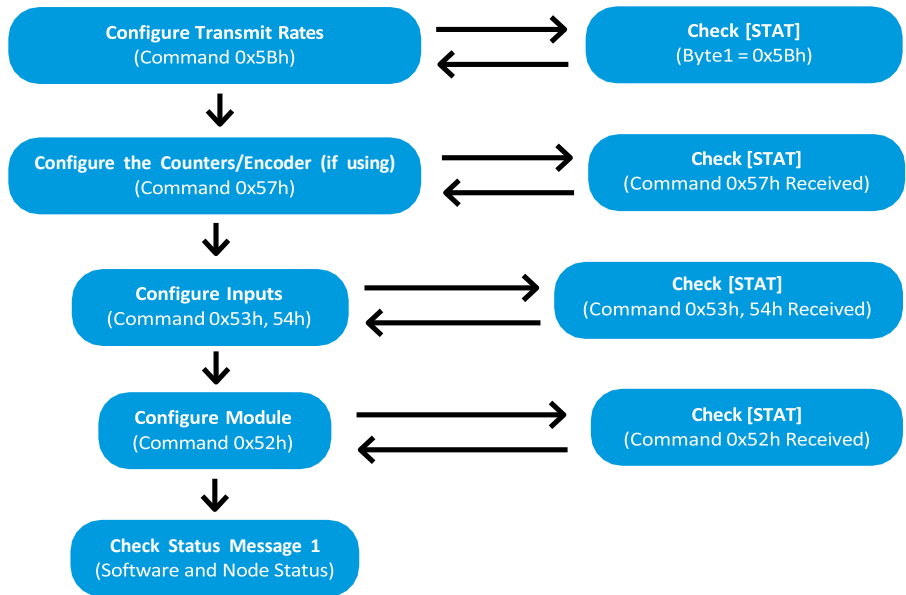 Configure Transmit Rates
(Command 0x5Bh)
Check [STAT]
(Byte1 = 0x5Bh)
Configure the Counters/Encoder (if using)
(Command 0x57h)
Check [STAT]
(Command 0x57h Received)
Configure Inputs
(Command 0x53h, 54h)
Check [STAT]
(Command 0x53h, 54h Received)
Configure Module
(Command 0x52h)
Check [STAT]
(Command 0x52h Received)
Check Status Message 1
(Software and Node Status)